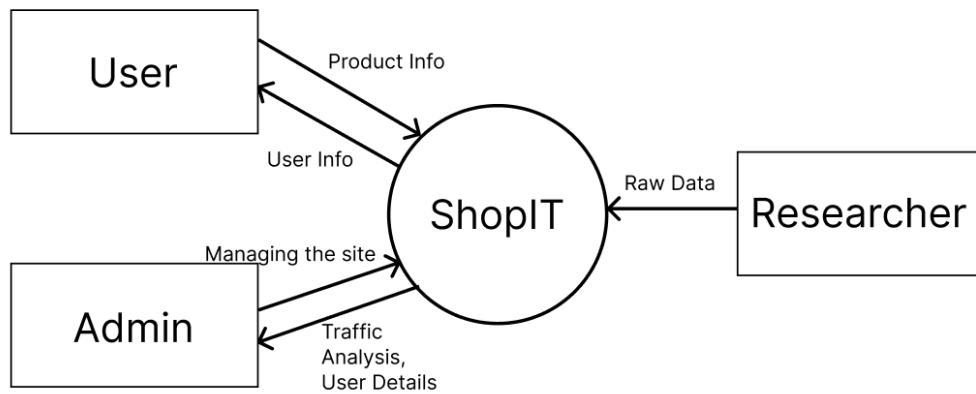 User
Product Info
User Info
ShopIT
Raw Data
Researcher
Managing the site
Admin
Traffic
Analysis,
User Details